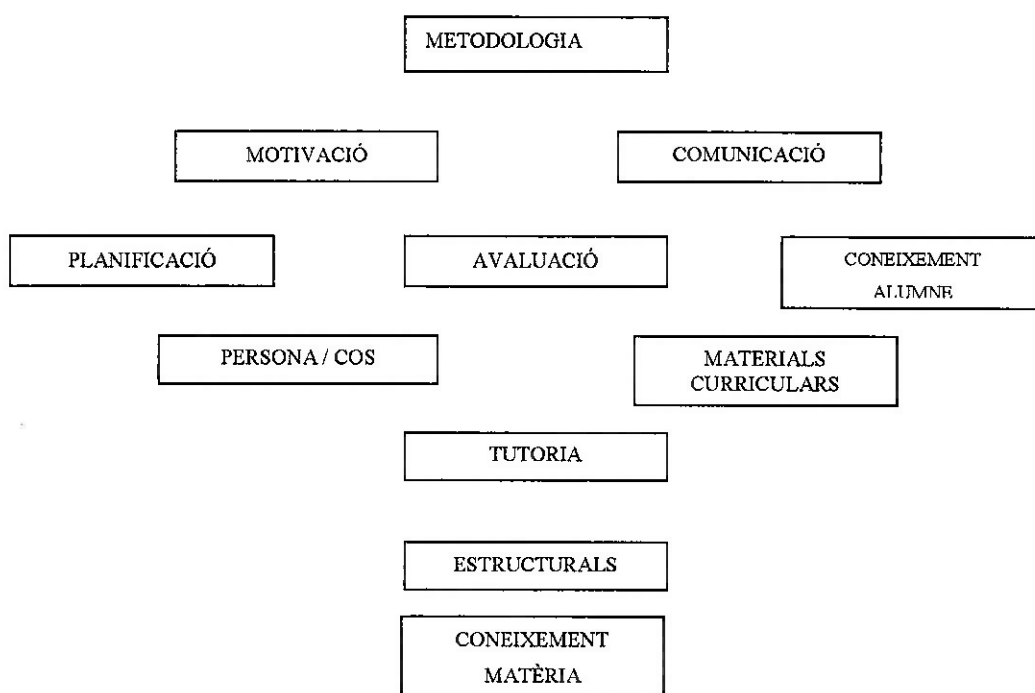 METODOLOGIA
MOTIVACIÓ
COMUNICACIÓ
PLANIFICACIÓ
AVALUACIÓ
CONEIXEMENT
ALUMNE
PERSONA / COS
MATERIALS
CURRICULARS
TUTORIA
ESTRUCTURALS
CONEIXEMENT
MATÈRIA